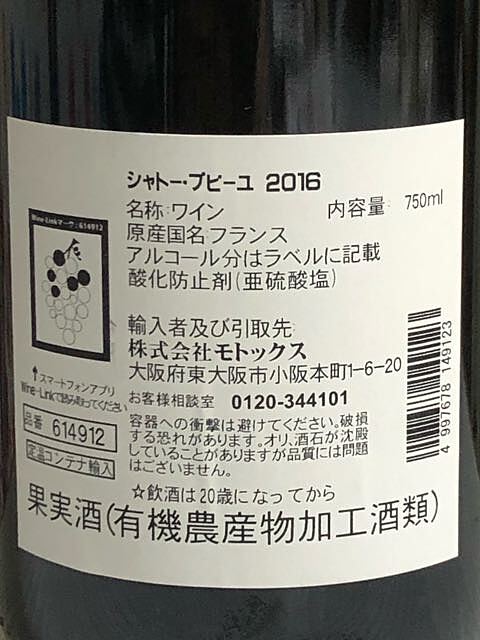 シャトー・プピーユ 2016
名称:ワイン 内容量: 750ml
原産国名:フランス
アルコール分はラベルに記載
酸化防止剤(亜硫酸塩)
Wine-Linkマーク:614912
輸入者及び引取先:
株式会社モトックス
大阪府東大阪市小阪本町1-6-20
お客様相談室 0120-344101
↑スマートフォンアプリ
Wine-Linkで読み取ってください
品番 614912
定温コンテナ輸入
容器への衝撃は避けてください。破損
する恐れがあります。オリ、酒石が沈殿
していることがありますが品質には問題
はございません。
4 997678 149123
☆飲酒は20歳になってから
果実酒(有機農産物加工酒類)